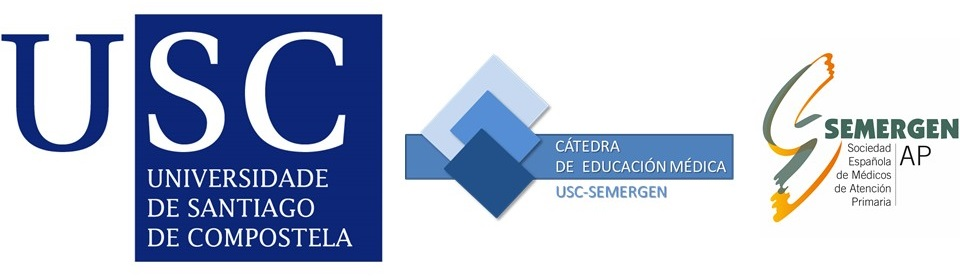 USC
UNIVERSIDADE
DE SANTIAGO
DE COMPOSTELA
CÁTEDRA
DE EDUCACIÓN MÉDICA
USC-SEMERGEN
SEMERGEN
AP
Sociedad
Española
de Médicos
de Atención
Primaria